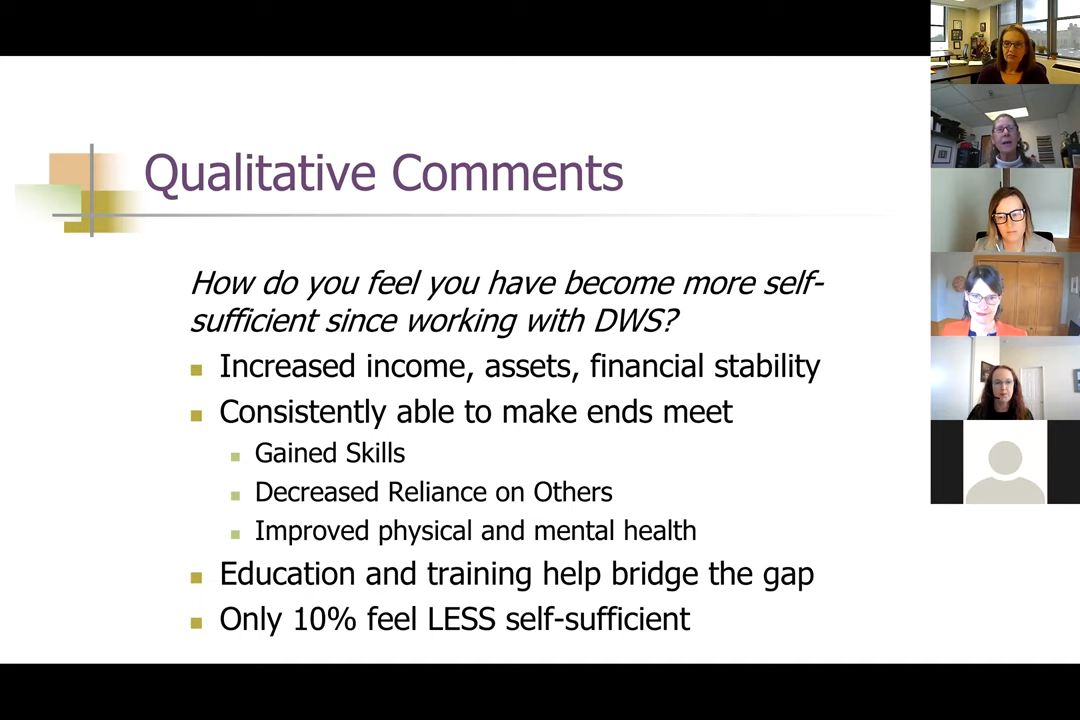 Qualitative Comments
How do you feel you have become more self-
sufficient since working with DWS?
Increased income, assets, financial stability
Consistently able to make ends meet
Gained Skills
Decreased Reliance on Others
Improved physical and mental health
Education and training help bridge the gap
Only 10% feel LESS self-sufficient